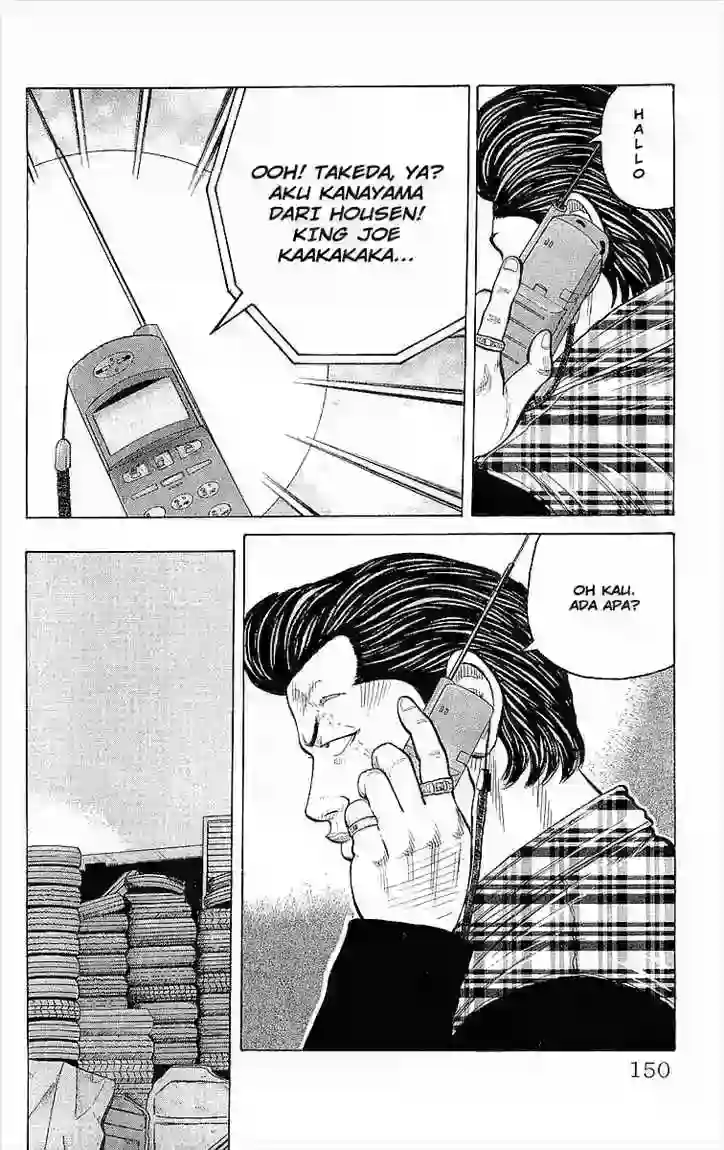 HALLO
OOH! TAKEDA, YA?
AKU KANAYAMA
DARI HOUSEN!
KING JOE
KAAKAKAKA...
OH KAU.
ADA APA?
150